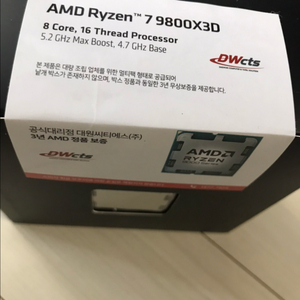 AMD Ryzen™ 7 9800X3D
8 Core, 16 Thread Processor
5.2 GHz Max Boost, 4.7 GHz Base
본 제품은 대량 조립 업체를 위한 멀티팩 형태로 공급되어
낱개 박스가 존재하지 않으며, 박스 정품과 동일한 3년 무상보증을 적용합니다.
DWcts
공식대리점 대원씨티에스(주)
3년 AMD 정품 보증
DWcts
AMD
RYZEN